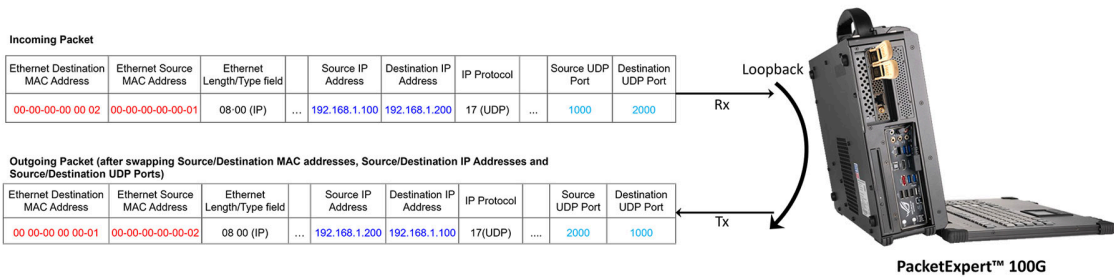 Incoming Packet
Ethernet Destination MAC Address
Ethernet Source MAC Address
Ethernet Length/Type field
Source IP Address
Destination IP Address
IP Protocol
Source UDP Port
Destination UDP Port
00-00-00-00 00 02
00-00-00-00-00-01
08-00 (IP)
...
192.168.1.100
192.168.1.200
17 (UDP)
...
1000
2000
Loopback
Rx
Outgoing Packet (after swapping Source/Destination MAC addresses, Source/Destination IP Addresses and
Source/Destination UDP Ports)
Ethernet Destination MAC Address
Ethernet Source MAC Address
Ethernet Length/Type field
Source IP Address
Destination IP Address
IP Protocol
Source UDP Port
Destination UDP Port
00 00-00 00 00-01
00-00-00-00-00-02
08 00 (IP)
...
192.168.1.200
192.168.1.100
17(UDP)
....
2000
1000
Tx
PacketExpert™ 100G